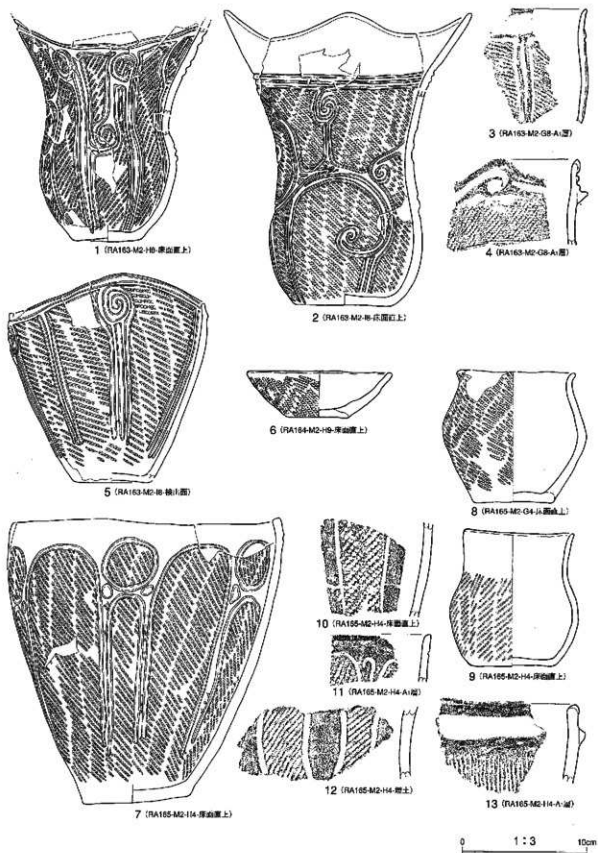 1 (RA163-M2-H8-床面直上)
2 (RA163-M2-I8-床面直上)
3 (RA163-M2-G8-A1層)
4 (RA163-M2-G8-A1層)
5 (RA163-M2-I8-検出面)
6 (RA164-M2-H9-床面直上)
7 (RA165-M2-H4-床面直上)
8 (RA165-M2-G4-床面直上)
9 (RA165-M2-H4-床面直上)
10 (RA165-M2-H4-床面直上)
11 (RA165-M2-H4-A1層)
12 (RA165-M2-H4-埋土)
13 (RA165-M2-H4-A1層)
0 1:3 10cm